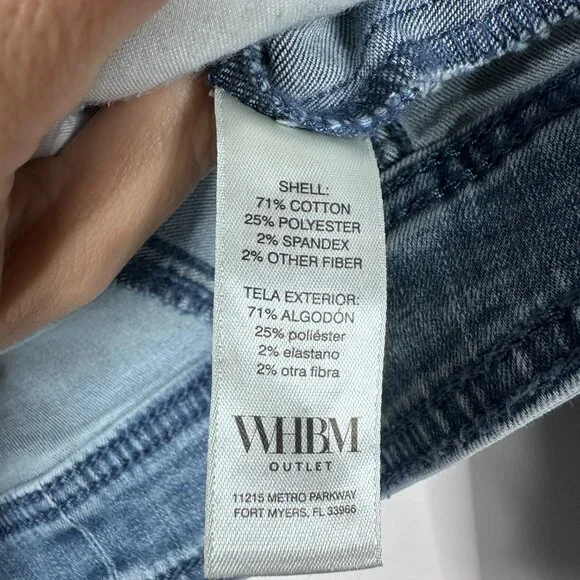 SHELL:
71% COTTON
25% POLYESTER
2% SPANDEX
2% OTHER FIBER
TELA EXTERIOR:
71% ALGODÓN
25% poliéster
2% elastano
2% otra fibra
WHBM
OUTLET
11215 METRO PARKWAY
FORT MYERS, FL 33966